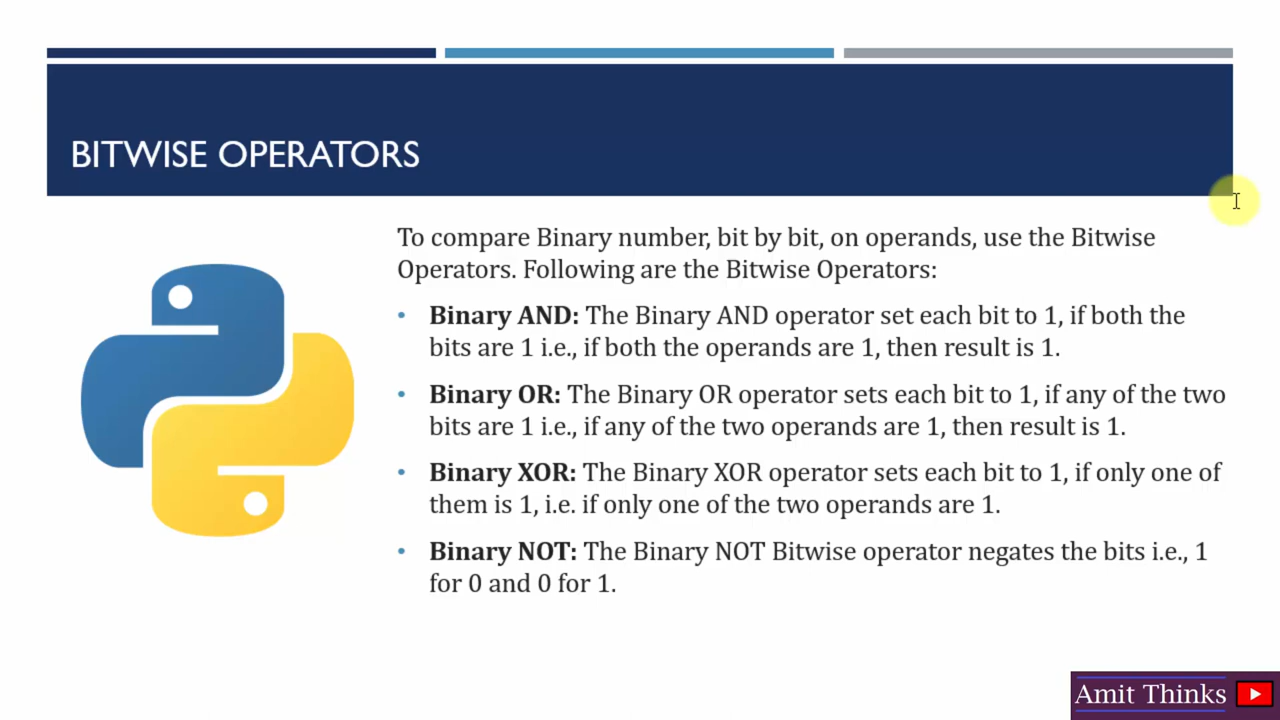 BITWISE OPERATORS
To compare Binary number, bit by bit, on operands, use the Bitwise
Operators. Following are the Bitwise Operators:
• Binary AND: The Binary AND operator set each bit to 1, if both the
bits are 1 i.e., if both the operands are 1, then result is 1.
• Binary OR: The Binary OR operator sets each bit to 1, if any of the two
bits are 1 i.e., if any of the two operands are 1, then result is 1.
• Binary XOR: The Binary XOR operator sets each bit to 1, if only one of
them is 1, i.e. if only one of the two operands are 1.
• Binary NOT: The Binary NOT Bitwise operator negates the bits i.e., 1
for 0 and 0 for 1.
Amit Thinks